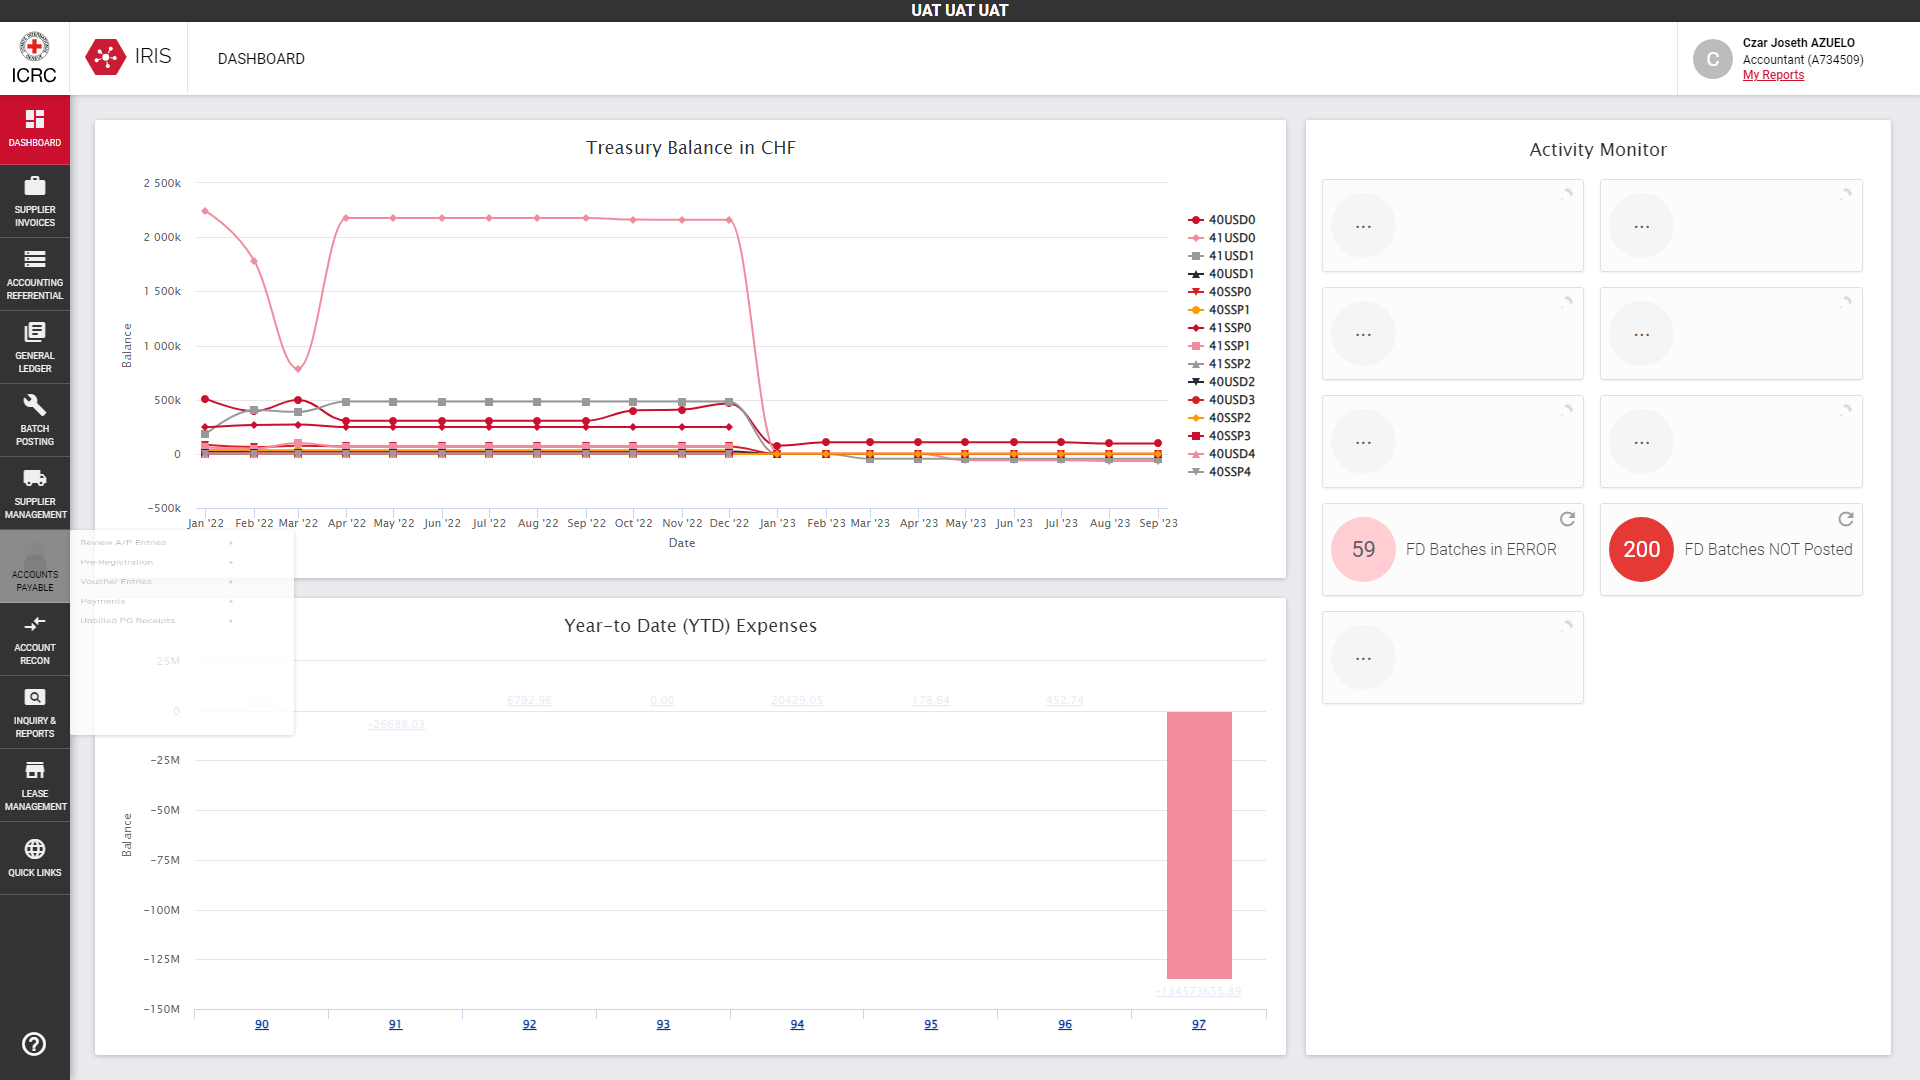 UAT UAT UAT
ICRC
IRIS
DASHBOARD
C
Czar Joseth AZUELO
Accountant (A734509)
My Reports
DASHBOARD
SUPPLIER
INVOICES
ACCOUNTING
REFERENTIAL
GENERAL
LEDGER
BATCH
POSTING
SUPPLIER
MANAGEMENT
ACCOUNTS
PAYABLE
ACCOUNT
RECON
INQUIRY &
REPORTS
LEASE
MANAGEMENT
QUICK LINKS
Review A/P Entries
Pre-Registration
Voucher Entries
Payments
Unbilled PO Receipts
Treasury Balance in CHF
2 500k
2 000k
1 500k
1 000k
500k
0
-500k
Balance
Jan '22 Feb '22 Mar '22 Apr '22 May '22 Jun '22 Jul '22 Aug '22 Sep '22 Oct '22 Nov '22 Dec '22 Jan '23 Feb '23 Mar '23 Apr '23 May '23 Jun '23 Jul '23 Aug '23 Sep '23
Date
40USD0
41USD0
41USD1
40USD1
40SSP0
40SSP1
41SSP0
41SSP1
41SSP2
40USD2
40USD3
40SSP2
40SSP3
40USD4
40SSP4
Year-to Date (YTD) Expenses
25M
0
-25M
-50M
-75M
-100M
-125M
-150M
Balance
-26688.03
6792.96
0.00
20429.05
178.64
452.74
-134573655.89
90 91 92 93 94 95 96 97
Activity Monitor
... ...
... ...
... ...
59 FD Batches in ERROR
200 FD Batches NOT Posted
...